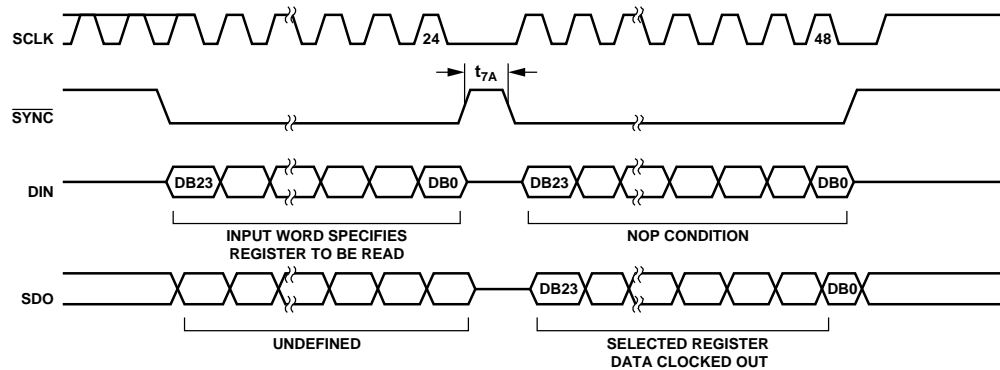 SCLK
24
48
t7A
SYNC
DIN
DB23
DB0
DB23
DB0
INPUT WORD SPECIFIES
REGISTER TO BE READ
NOP CONDITION
SDO
DB23
DB0
UNDEFINED
SELECTED REGISTER
DATA CLOCKED OUT